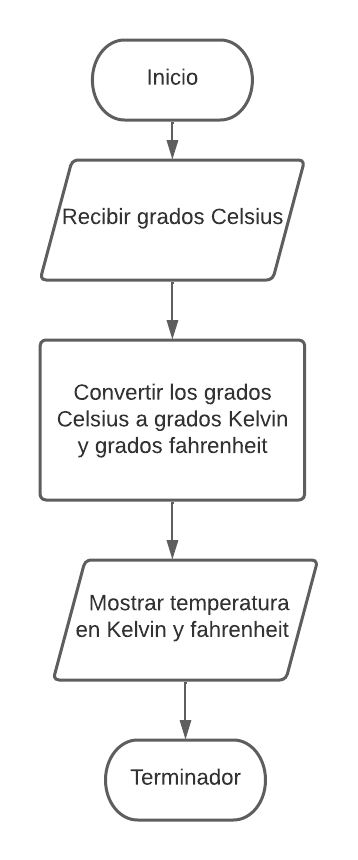 Inicio
Recibir grados Celsius
Convertir los grados
Celsius a grados Kelvin
y grados fahrenheit
Mostrar temperatura
en Kelvin y fahrenheit
Terminador